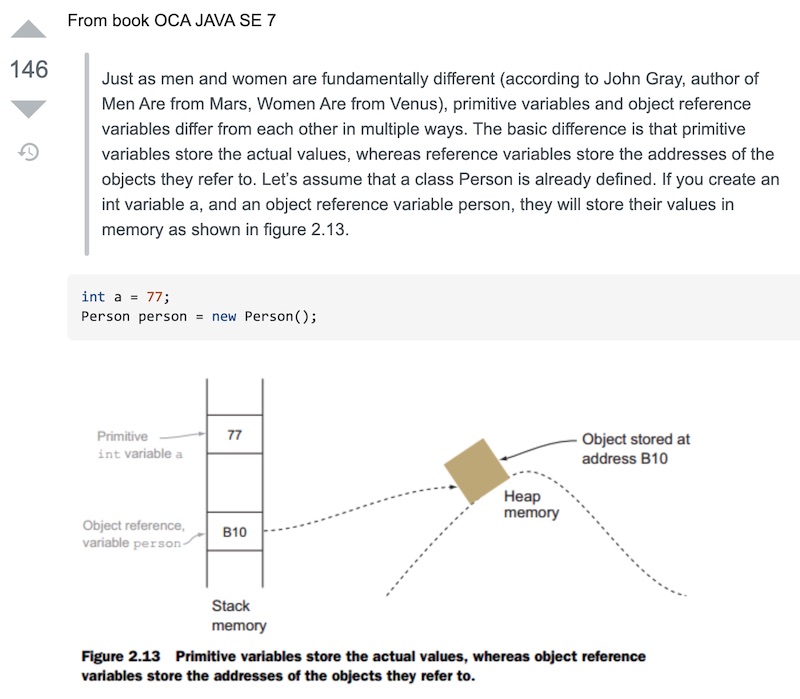 From book OCA JAVA SE 7
146
Just as men and women are fundamentally different (according to John Gray, author of
Men Are from Mars, Women Are from Venus), primitive variables and object reference
variables differ from each other in multiple ways. The basic difference is that primitive
variables store the actual values, whereas reference variables store the addresses of the
objects they refer to. Let’s assume that a class Person is already defined. If you create an
int variable a, and an object reference variable person, they will store their values in
memory as shown in figure 2.13.
int a = 77;
Person person = new Person();
Primitive
int variable a
77
Object stored at
address B10
Heap
memory
Object reference,
variable person
B10
Stack
memory
Figure 2.13 Primitive variables store the actual values, whereas object reference
variables store the addresses of the objects they refer to.